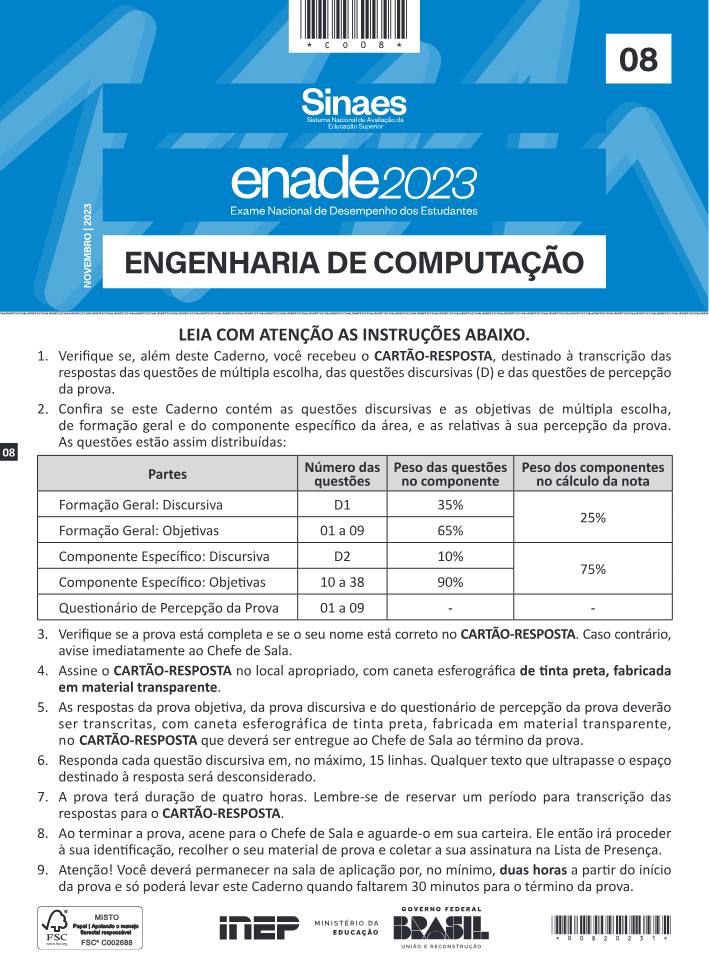 * C 0 0 8 *
08
Sinaes
Sistema Nacional de Avaliação da
Educação Superior
enade2023
Exame Nacional de Desempenho dos Estudantes
NOVEMBRO | 2023
ENGENHARIA DE COMPUTAÇÃO
LEIA COM ATENÇÃO AS INSTRUÇÕES ABAIXO.
1. Verifique se, além deste Caderno, você recebeu o CARTÃO-RESPOSTA, destinado à transcrição das
respostas das questões de múltipla escolha, das questões discursivas (D) e das questões de percepção
da prova.
2. Confira se este Caderno contém as questões discursivas e as objetivas de múltipla escolha,
de formação geral e do componente específico da área, e as relativas à sua percepção da prova.
As questões estão assim distribuídas:
08
Partes Número das questões Peso das questões no componente Peso dos componentes no cálculo da nota
Formação Geral: Discursiva D1 35% 25%
Formação Geral: Objetivas 01 a 09 65%
Componente Específico: Discursiva D2 10% 75%
Componente Específico: Objetivas 10 a 38 90%
Questionário de Percepção da Prova 01 a 09 - -
3. Verifique se a prova está completa e se o seu nome está correto no CARTÃO-RESPOSTA. Caso contrário,
avise imediatamente ao Chefe de Sala.
4. Assine o CARTÃO-RESPOSTA no local apropriado, com caneta esferográfica de tinta preta, fabricada
em material transparente.
5. As respostas da prova objetiva, da prova discursiva e do questionário de percepção da prova deverão
ser transcritas, com caneta esferográfica de tinta preta, fabricada em material transparente,
no CARTÃO-RESPOSTA que deverá ser entregue ao Chefe de Sala ao término da prova.
6. Responda cada questão discursiva em, no máximo, 15 linhas. Qualquer texto que ultrapasse o espaço
destinado à resposta será desconsiderado.
7. A prova terá duração de quatro horas. Lembre-se de reservar um período para transcrição das
respostas para o CARTÃO-RESPOSTA.
8. Ao terminar a prova, acene para o Chefe de Sala e aguarde-o em sua carteira. Ele então irá proceder
à sua identificação, recolher o seu material de prova e coletar a sua assinatura na Lista de Presença.
9. Atenção! Você deverá permanecer na sala de aplicação por, no mínimo, duas horas a partir do início
da prova e só poderá levar este Caderno quando faltarem 30 minutos para o término da prova.
FSC
www.fsc.org
MISTO
Papel | Apoiando o manejo
florestal responsável
FSC® C002688
INEP
MINISTÉRIO DA
EDUCAÇÃO
GOVERNO FEDERAL
BRASIL
UNIÃO E RECONSTRUÇÃO
* R 0 8 2 0 2 3 1 *